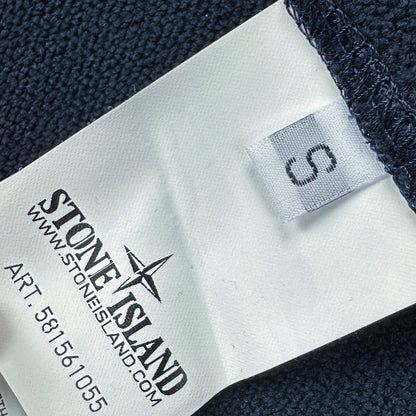 S
STONE ISLAND
WWW.STONEISLAND.COM
ART. 581561055